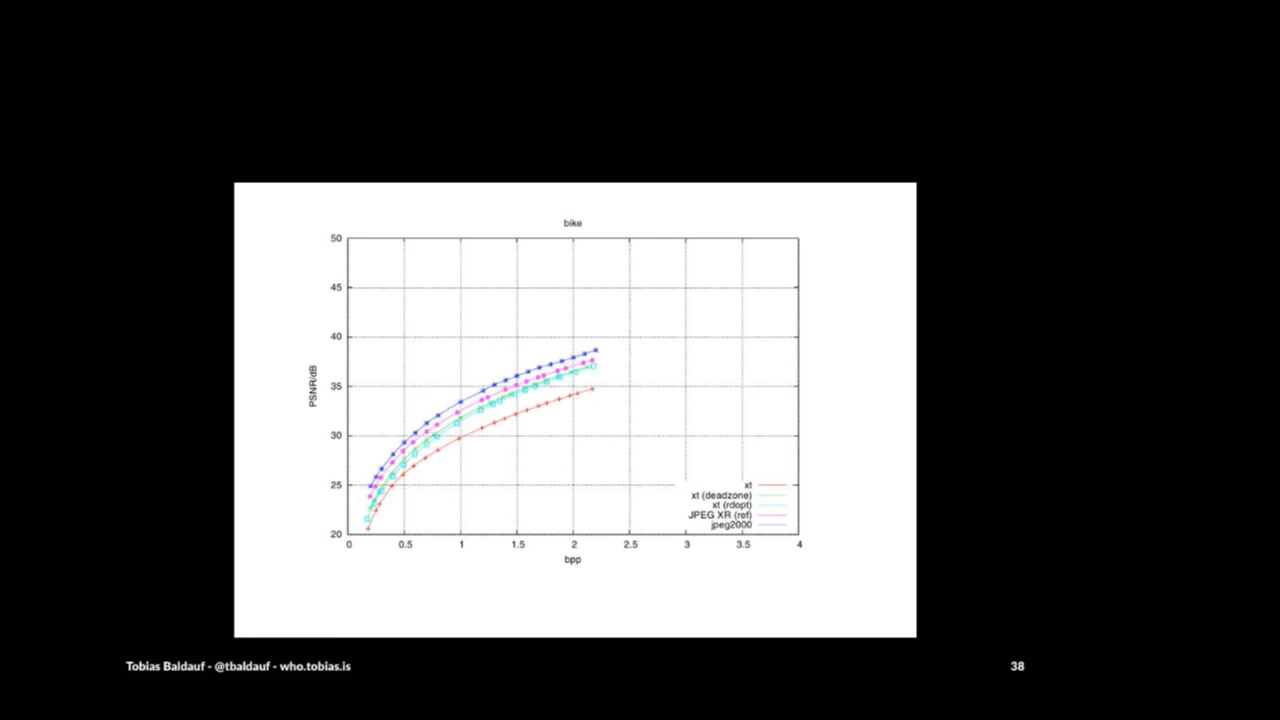 bike
50
45
40
35
30
25
20
PSNR/dB
xt
xt (deadzone)
xt (rdopt)
JPEG XR (ref)
jpeg2000
0 0.5 1 1.5 2 2.5 3 3.5 4
bpp
Tobias Baldauf - @tbaldauf - who.tobias.is
38